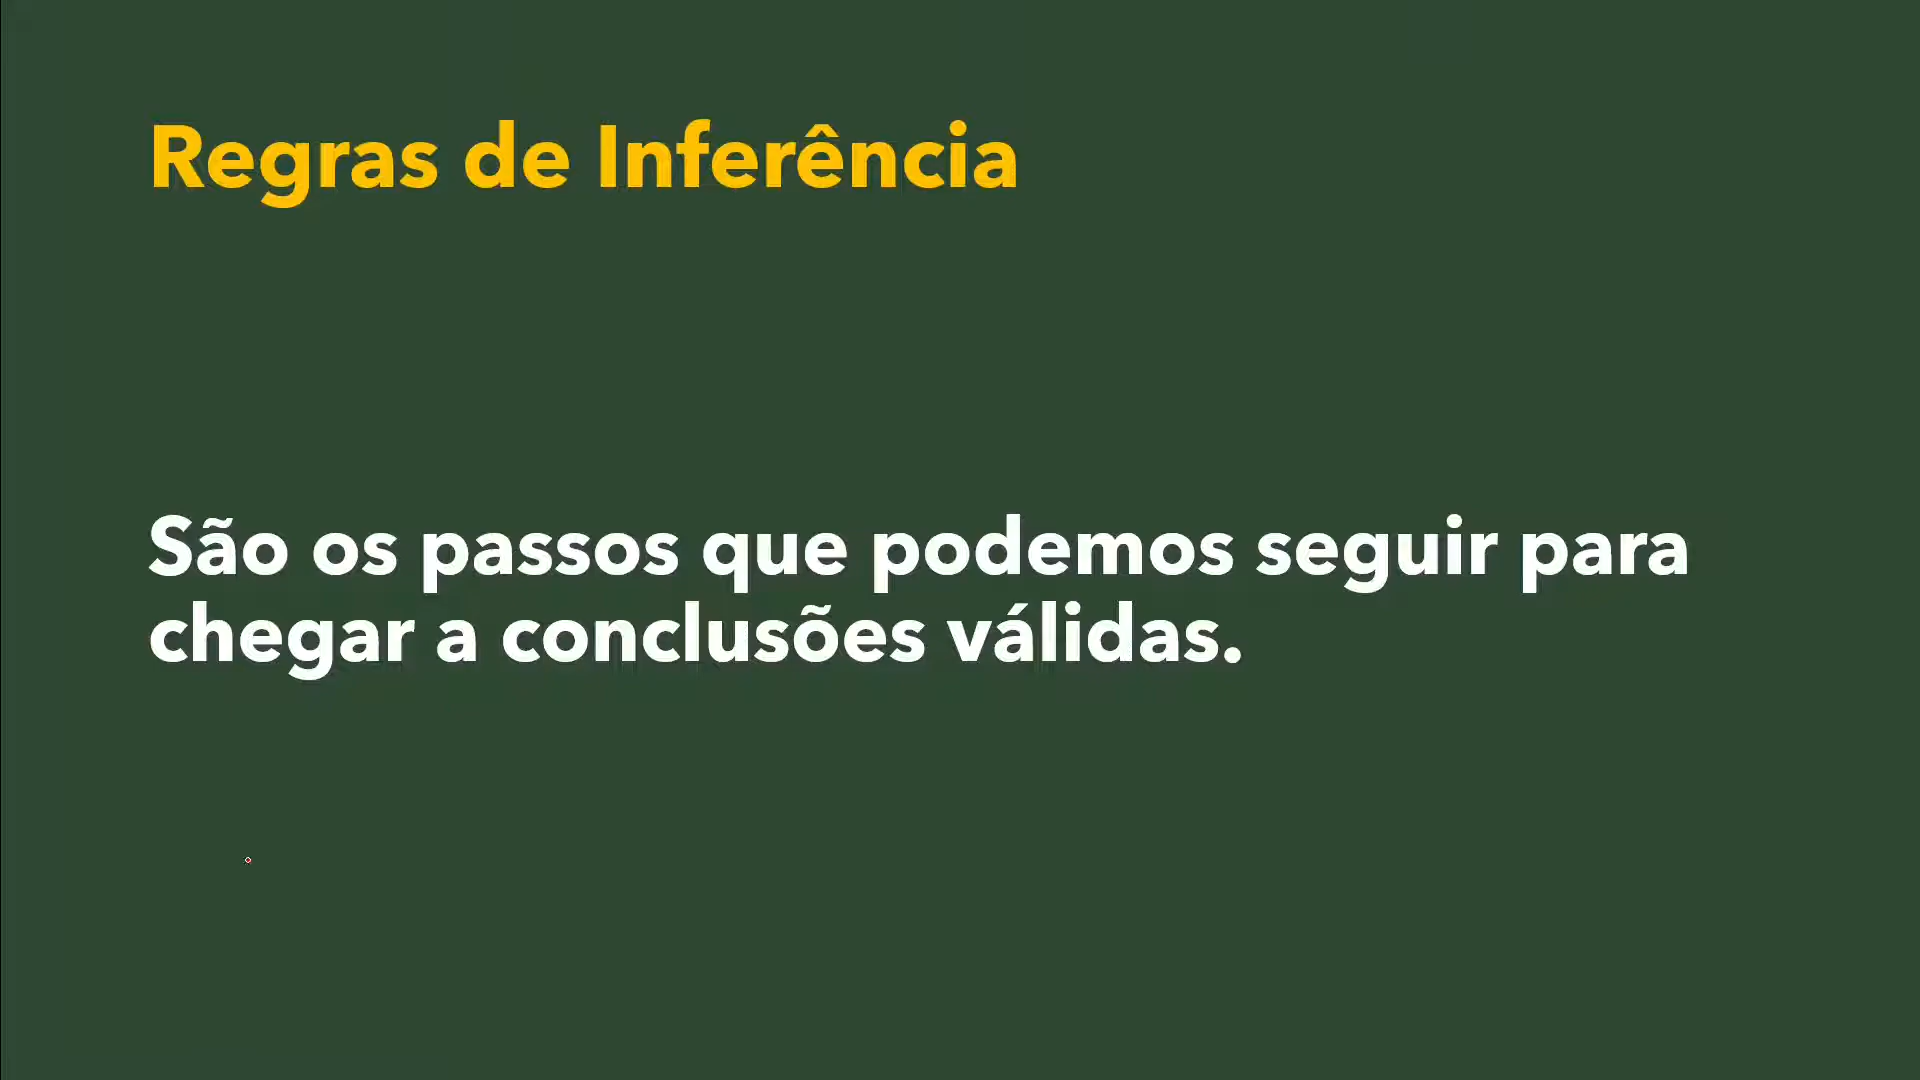 Regras de Inferência
São os passos que podemos seguir para
chegar a conclusões válidas.